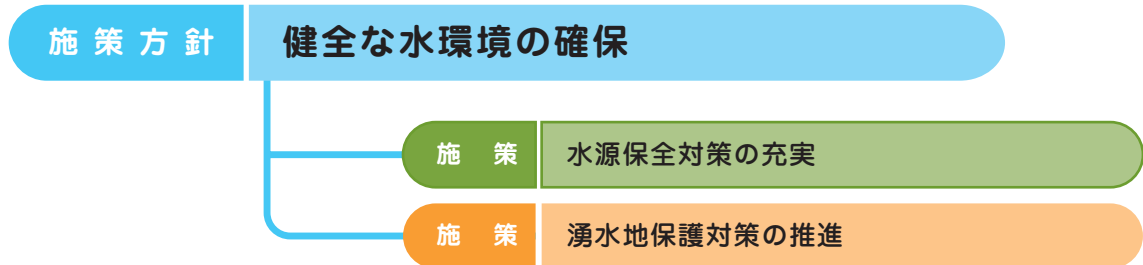 施策方針 健全な水環境の確保
施策 水源保全対策の充実
施策 湧水地保護対策の推進